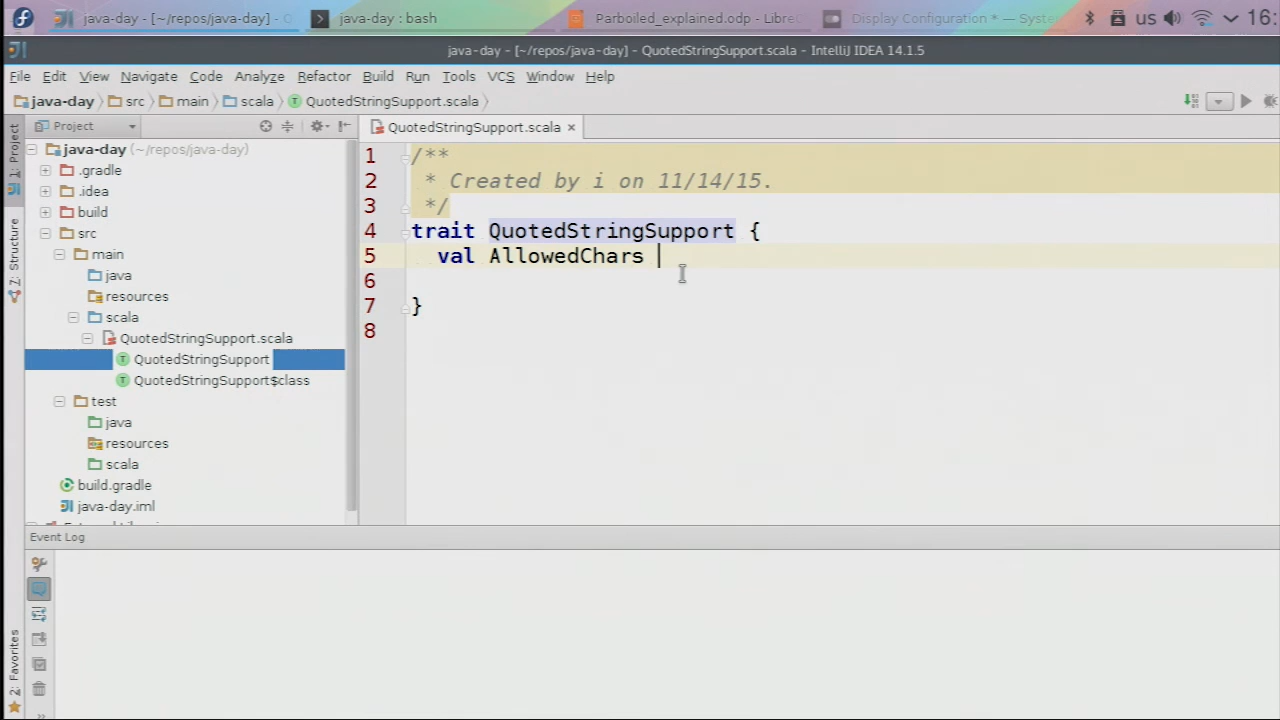 java-day - [~/repos/java-day] -
java-day : bash
Parboiled_explained.odp - Libre
Display Configuration * — Syste
us
16:
java-day - [~/repos/java-day] - QuotedStringSupport.scala - IntelliJ IDEA 14.1.5
File Edit View Navigate Code Analyze Refactor Build Run Tools VCS Window Help
java-day src main scala QuotedStringSupport.scala
1: Project
Project
QuotedStringSupport.scala
java-day (~/repos/java-day)
.gradle
.idea
build
src
main
java
resources
scala
QuotedStringSupport.scala
QuotedStringSupport
QuotedStringSupport$class
test
java
resources
scala
build.gradle
java-day.iml
7: Structure
1 /**
2 * Created by i on 11/14/15.
3 */
4 trait QuotedStringSupport {
5 val AllowedChars
6
7 }
8
Event Log
2: Favorites